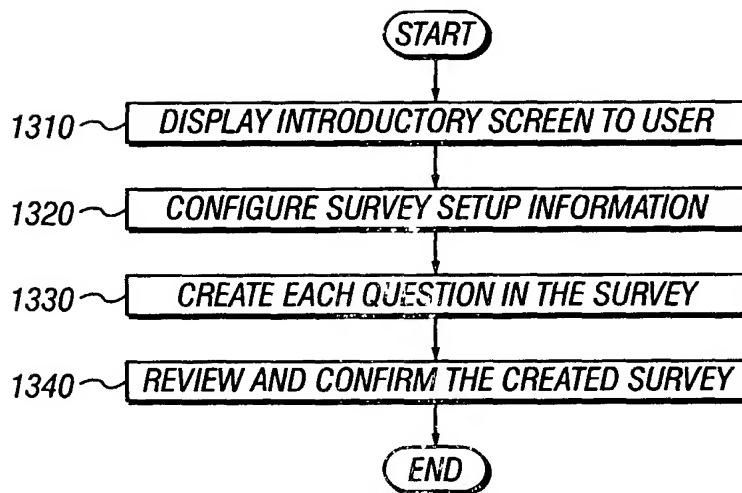 START
1310 DISPLAY INTRODUCTORY SCREEN TO USER
1320 CONFIGURE SURVEY SETUP INFORMATION
1330 CREATE EACH QUESTION IN THE SURVEY
1340 REVIEW AND CONFIRM THE CREATED SURVEY
END